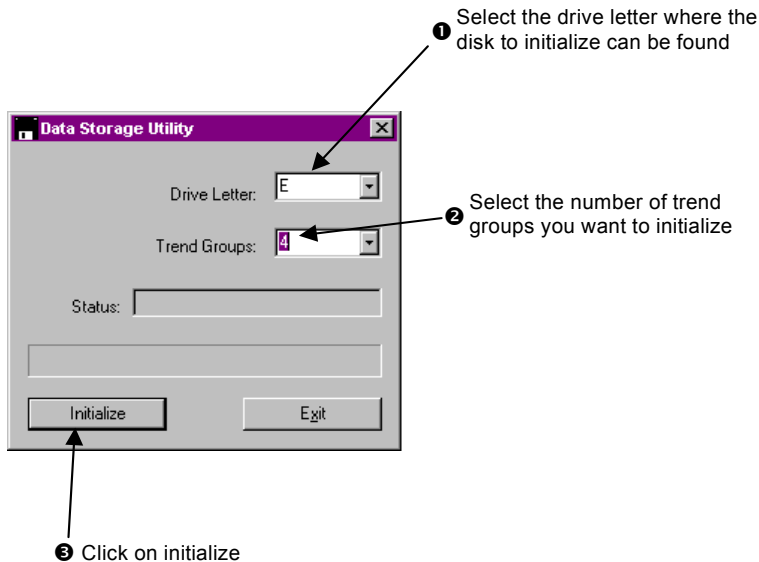 ❶ Select the drive letter where the
disk to initialize can be found
Data Storage Utility
Drive Letter: E
❷ Select the number of trend
groups you want to initialize
Trend Groups: 4
Status:
Initialize Exit
❸ Click on initialize